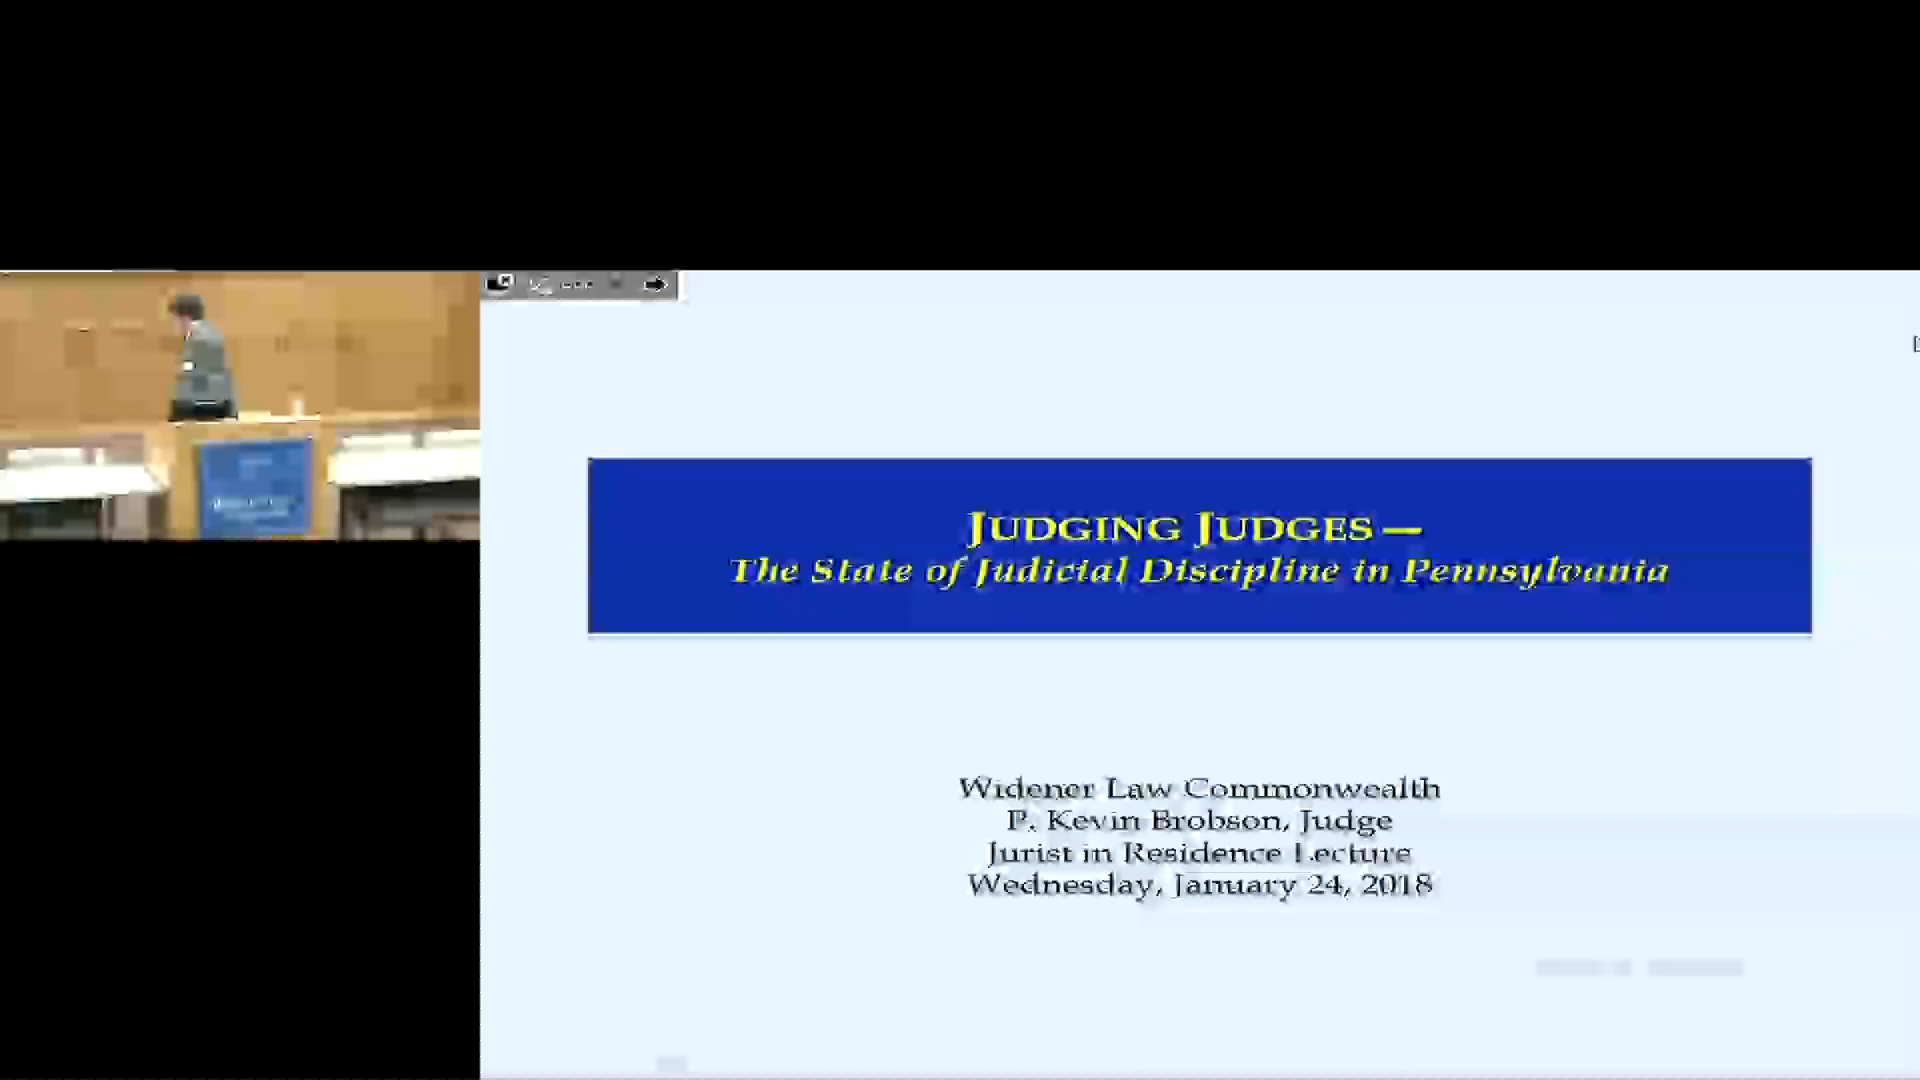 JUDGING JUDGES —
The State of Judicial Discipline in Pennsylvania
Widener Law Commonwealth
P. Kevin Brobson, Judge
Jurist in Residence Lecture
Wednesday, January 24, 2018